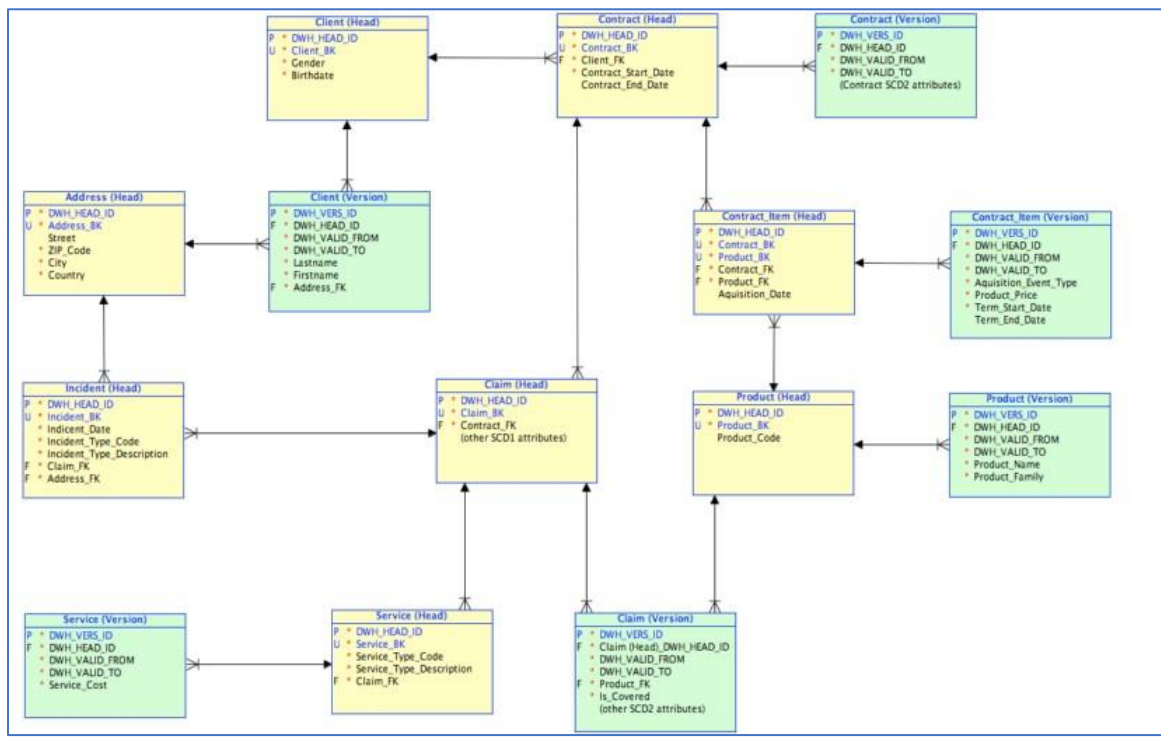 Client (Head)
P * DWH_HEAD_ID
U * Client_BK
* Gender
* Birthdate
Contract (Head)
P * DWH_HEAD_ID
U * Contract_BK
F * Client_FK
* Contract_Start_Date
Contract_End_Date
Contract (Version)
P * DWH_VERS_ID
F * DWH_HEAD_ID
* DWH_VALID_FROM
* DWH_VALID_TO
(Contract SCD2 attributes)
Address (Head)
P * DWH_HEAD_ID
U * Address_BK
Street
* ZIP_Code
* City
* Country
Client (Version)
P * DWH_VERS_ID
F * DWH_HEAD_ID
* DWH_VALID_FROM
* DWH_VALID_TO
* Lastname
* Firstname
F * Address_FK
Contract_Item (Head)
P * DWH_HEAD_ID
U * Contract_BK
U * Product_BK
F * Contract_FK
F * Product_FK
Aquisition_Date
Contract_Item (Version)
P * DWH_VERS_ID
F * DWH_HEAD_ID
* DWH_VALID_FROM
* DWH_VALID_TO
* Aquisition_Event_Type
* Product_Price
* Term_Start_Date
Term_End_Date
Incident (Head)
P * DWH_HEAD_ID
U * Incident_BK
* Indicent_Date
* Incident_Type_Code
* Incident_Type_Description
F * Claim_FK
F * Address_FK
Claim (Head)
P * DWH_HEAD_ID
U * Claim_BK
F * Contract_FK
(other SCD1 attributes)
Product (Head)
P * DWH_HEAD_ID
U * Product_BK
Product_Code
Product (Version)
P * DWH_VERS_ID
F * DWH_HEAD_ID
* DWH_VALID_FROM
* DWH_VALID_TO
* Product_Name
* Product_Family
Service (Version)
P * DWH_VERS_ID
F * DWH_HEAD_ID
* DWH_VALID_FROM
* DWH_VALID_TO
* Service_Cost
Service (Head)
P * DWH_HEAD_ID
U * Service_BK
* Service_Type_Code
* Service_Type_Description
F * Claim_FK
Claim (Version)
P * DWH_VERS_ID
F * Claim (Head)_DWH_HEAD_ID
* DWH_VALID_FROM
* DWH_VALID_TO
F * Product_FK
* Is_Covered
(other SCD2 attributes)